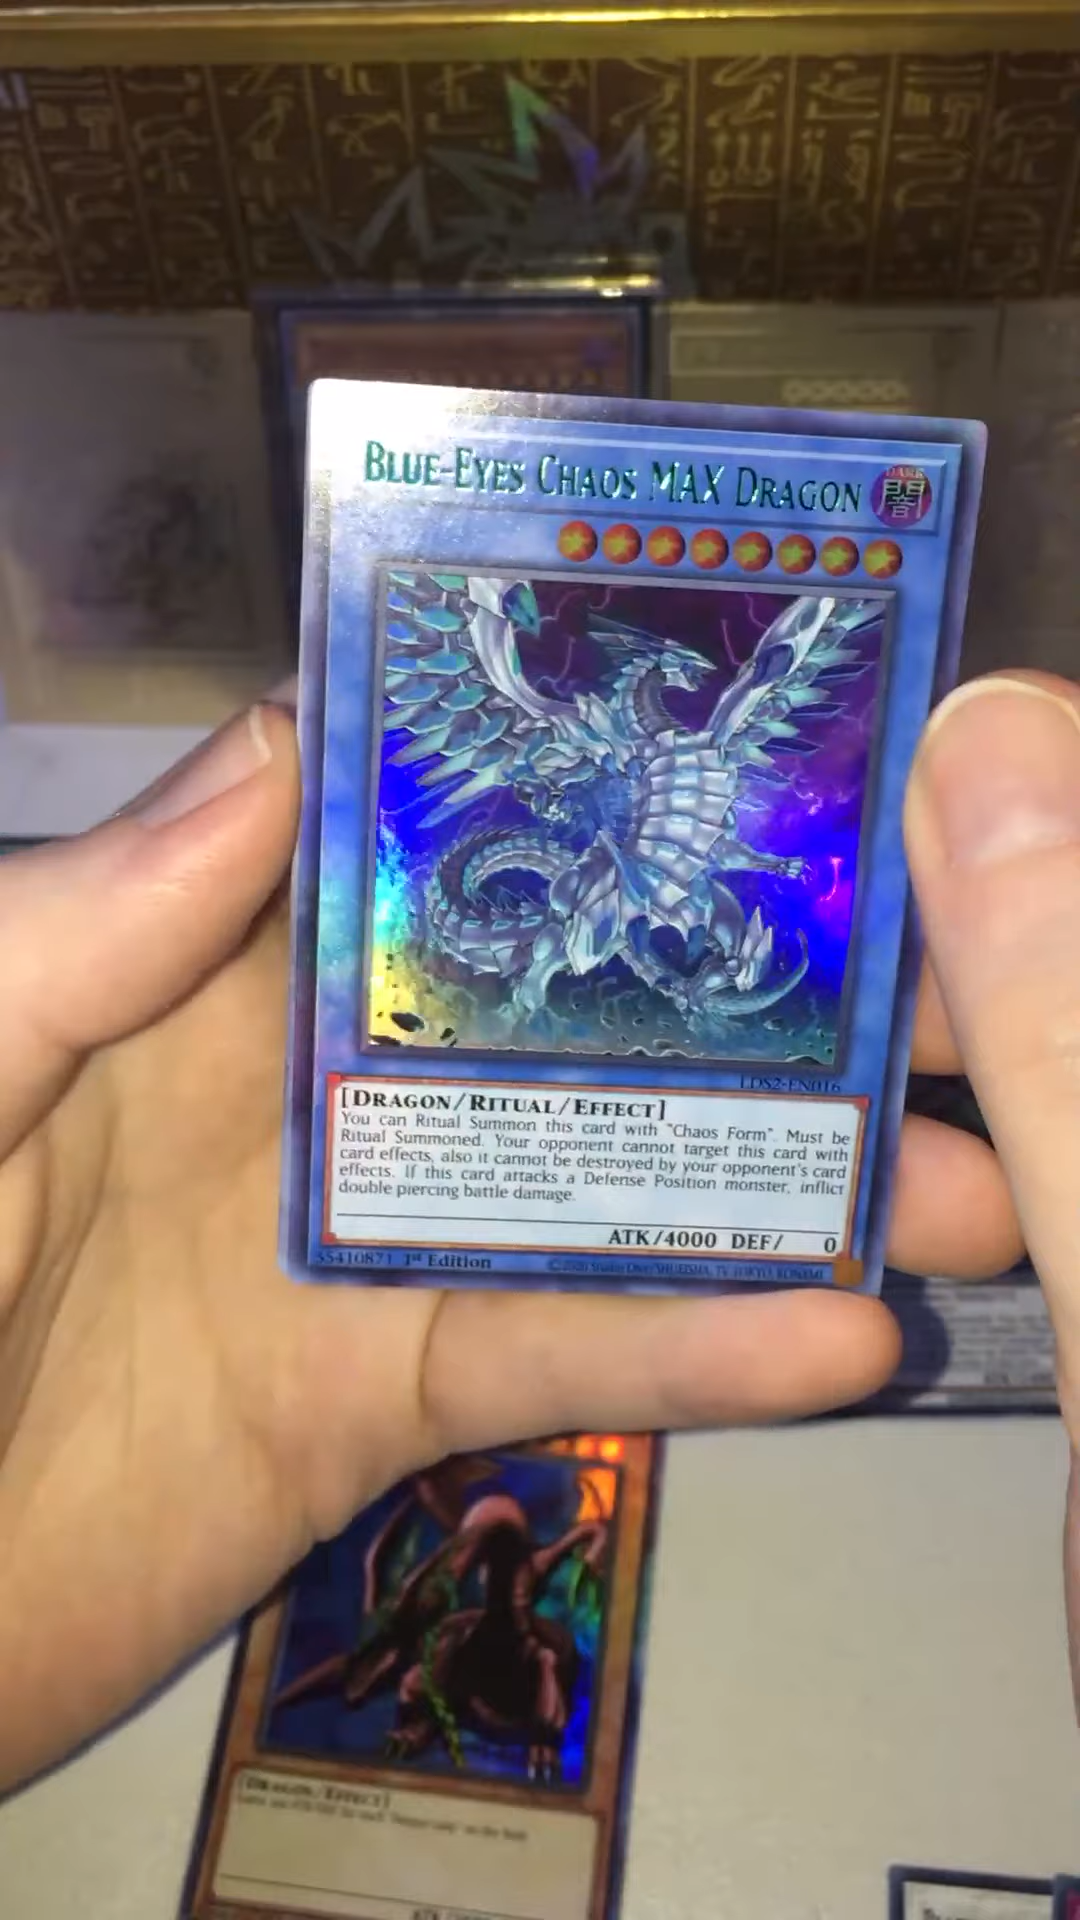 BLUE-EYES CHAOS MAX DRAGON
DARK
闇
LDS2-EN016
[DRAGON/RITUAL/EFFECT]
You can Ritual Summon this card with "Chaos Form". Must be
Ritual Summoned. Your opponent cannot target this card with
card effects, also it cannot be destroyed by your opponent's card
effects. If this card attacks a Defense Position monster, inflict
double piercing battle damage.
ATK/4000 DEF/ 0
55410871 1st Edition
©2020 Studio Dice/SHUEISHA, TV TOKYO, KONAMI
[DRAGON/EFFECT]